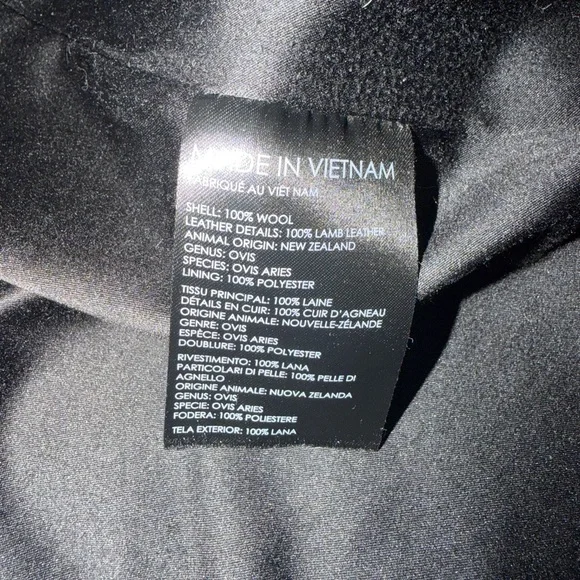 MADE IN VIETNAM
FABRIQUÉ AU VIET NAM
SHELL: 100% WOOL
LEATHER DETAILS: 100% LAMB LEATHER
ANIMAL ORIGIN: NEW ZEALAND
GENUS: OVIS
SPECIES: OVIS ARIES
LINING: 100% POLYESTER
TISSU PRINCIPAL: 100% LAINE
DÉTAILS EN CUIR: 100% CUIR D'AGNEAU
ORIGINE ANIMALE: NOUVELLE-ZÉLANDE
GENRE: OVIS
ESPÈCE: OVIS ARIES
DOUBLURE: 100% POLYESTER
RIVESTIMENTO: 100% LANA
PARTICOLARI DI PELLE: 100% PELLE DI
AGNELLO
ORIGINE ANIMALE: NUOVA ZELANDA
GENUS: OVIS
SPECIE: OVIS ARIES
FODERA: 100% POLIESTERE
TELA EXTERIOR: 100% LANA